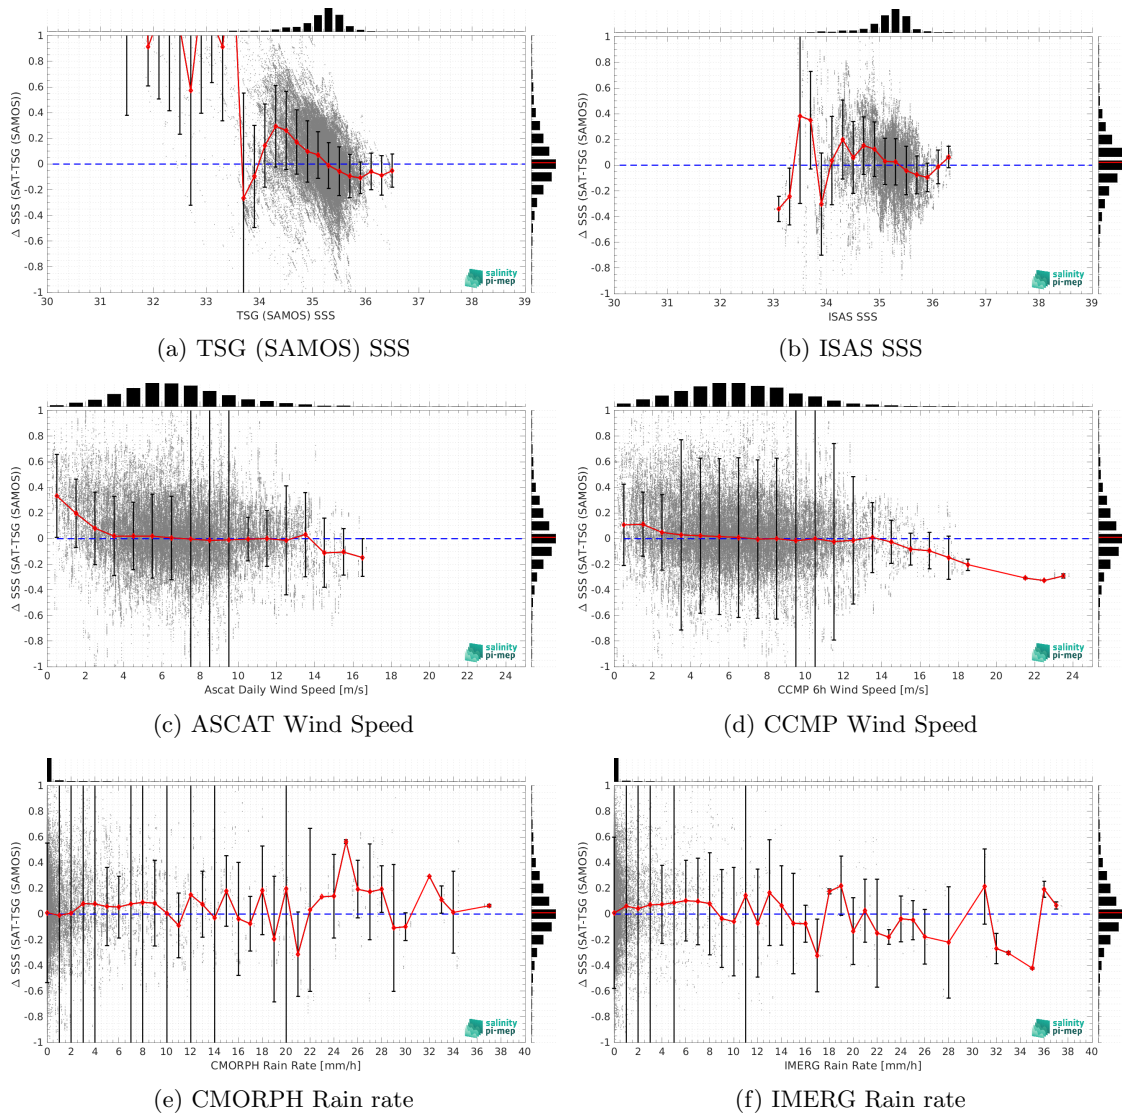 1
0.8
0.6
0.4
0.2
0
-0.2
-0.4
-0.6
-0.8
-1
Δ SSS (SAT-TSG (SAMOS))
30 31 32 33 34 35 36 37 38 39
TSG (SAMOS) SSS
salinity
pi-mep
1
0.8
0.6
0.4
0.2
0
-0.2
-0.4
-0.6
-0.8
-1
Δ SSS (SAT-TSG (SAMOS))
30 31 32 33 34 35 36 37 38 39
ISAS SSS
salinity
pi-mep
(a) TSG (SAMOS) SSS
(b) ISAS SSS
1
0.8
0.6
0.4
0.2
0
-0.2
-0.4
-0.6
-0.8
-1
Δ SSS (SAT-TSG (SAMOS))
0 2 4 6 8 10 12 14 16 18 20 22 24
Ascat Daily Wind Speed [m/s]
salinity
pi-mep
1
0.8
0.6
0.4
0.2
0
-0.2
-0.4
-0.6
-0.8
-1
Δ SSS (SAT-TSG (SAMOS))
0 2 4 6 8 10 12 14 16 18 20 22 24
CCMP 6h Wind Speed [m/s]
salinity
pi-mep
(c) ASCAT Wind Speed
(d) CCMP Wind Speed
1
0.8
0.6
0.4
0.2
0
-0.2
-0.4
-0.6
-0.8
-1
Δ SSS (SAT-TSG (SAMOS))
0 2 4 6 8 10 12 14 16 18 20 22 24 26 28 30 32 34 36 38 40
CMORPH Rain Rate [mm/h]
salinity
pi-mep
1
0.8
0.6
0.4
0.2
0
-0.2
-0.4
-0.6
-0.8
-1
Δ SSS (SAT-TSG (SAMOS))
0 2 4 6 8 10 12 14 16 18 20 22 24 26 28 30 32 34 36 38 40
IMERG Rain Rate [mm/h]
salinity
pi-mep
(e) CMORPH Rain rate
(f) IMERG Rain rate